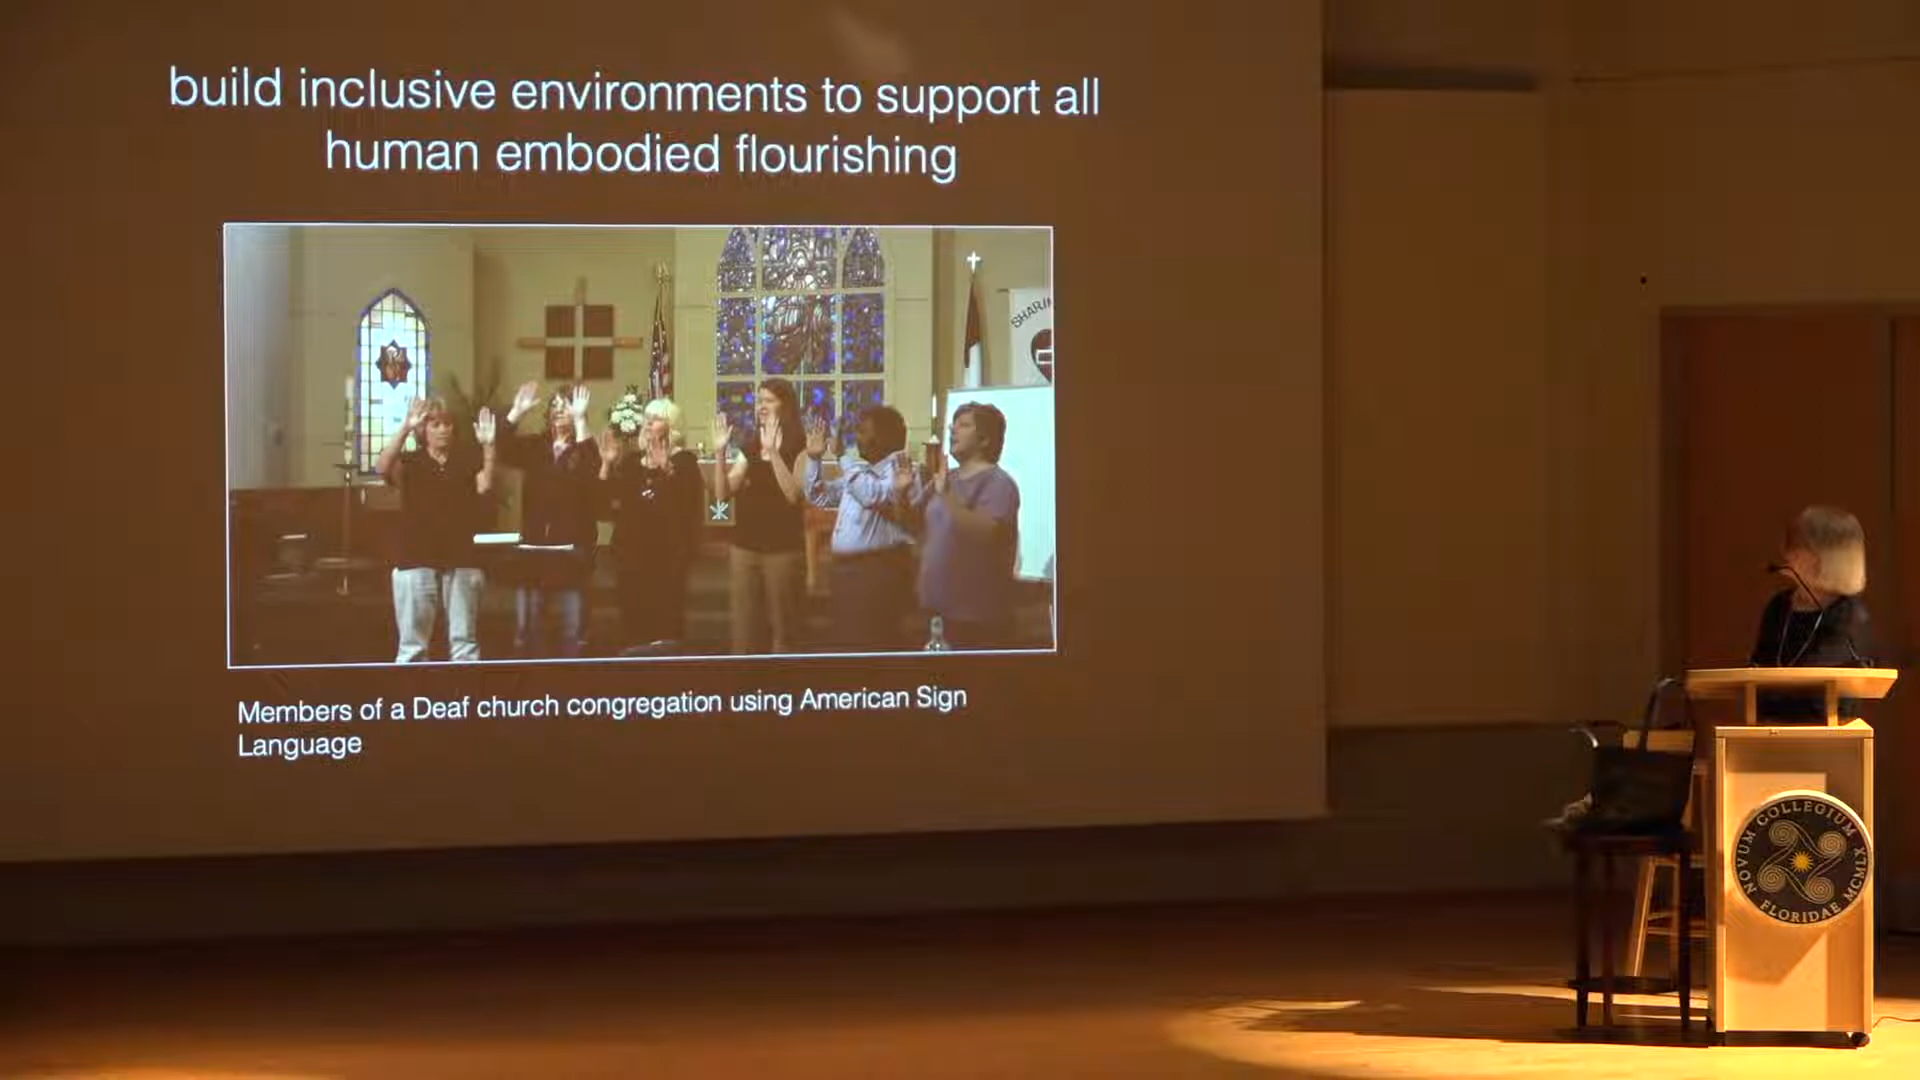 build inclusive environments to support all
human embodied flourishing
Members of a Deaf church congregation using American Sign
Language
NOVUM COLLEGIUM
FLORIDAE MCMLX